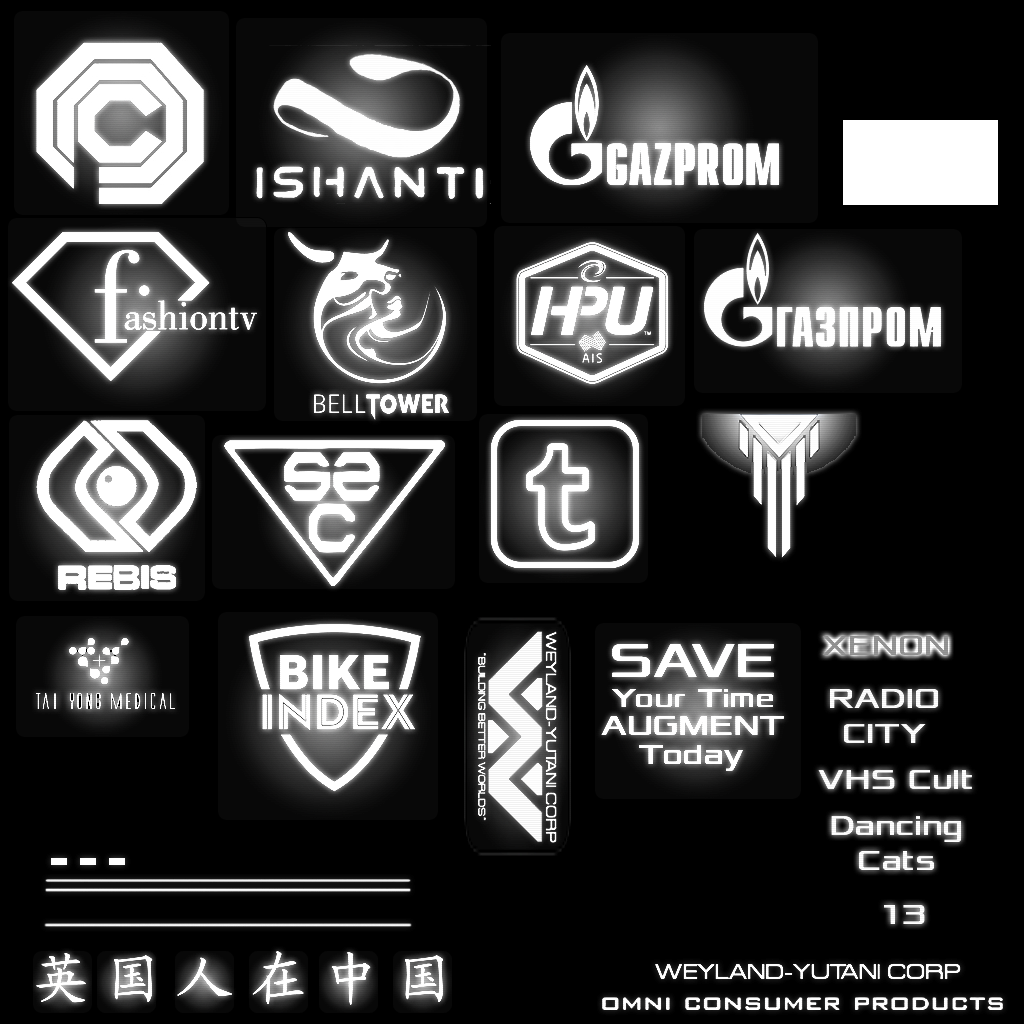 ISHANTI
GAZPROM
fashiontv
BELLTOWER
HPU
™
AIS
ГАЗПРОМ
REBIS
S2
C
t
TAI YONG MEDICAL
BIKE
INDEX
WEYLAND-YUTANI CORP
"BUILDING BETTER WORLDS"
SAVE
Your Time
AUGMENT
Today
XENON
RADIO
CITY
VHS Cult
Dancing
Cats
13
英国人在中国
WEYLAND-YUTANI CORP
OMNI CONSUMER PRODUCTS